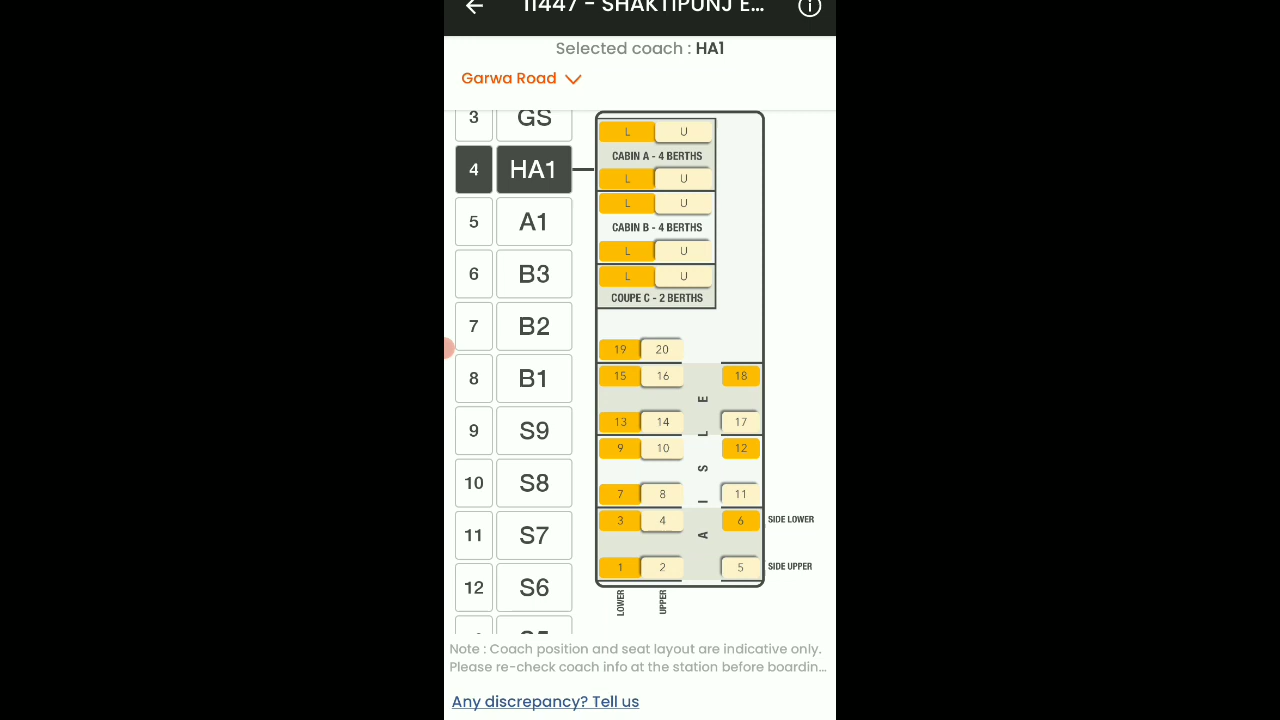 11447 - SHAKTIPUNJ E...
Selected coach : HA1
Garwa Road
3 GS
4 HA1
5 A1
6 B3
7 B2
8 B1
9 S9
10 S8
11 S7
12 S6
L U
CABIN A - 4 BERTHS
L U
L U
CABIN B - 4 BERTHS
L U
L U
COUPE C - 2 BERTHS
19 20
15 16 18
13 14 17
9 10 12
7 8 11
3 4 6 SIDE LOWER
1 2 5 SIDE UPPER
AISLE
LOWER UPPER
Note : Coach position and seat layout are indicative only.
Please re-check coach info at the station before boardin...
Any discrepancy? Tell us